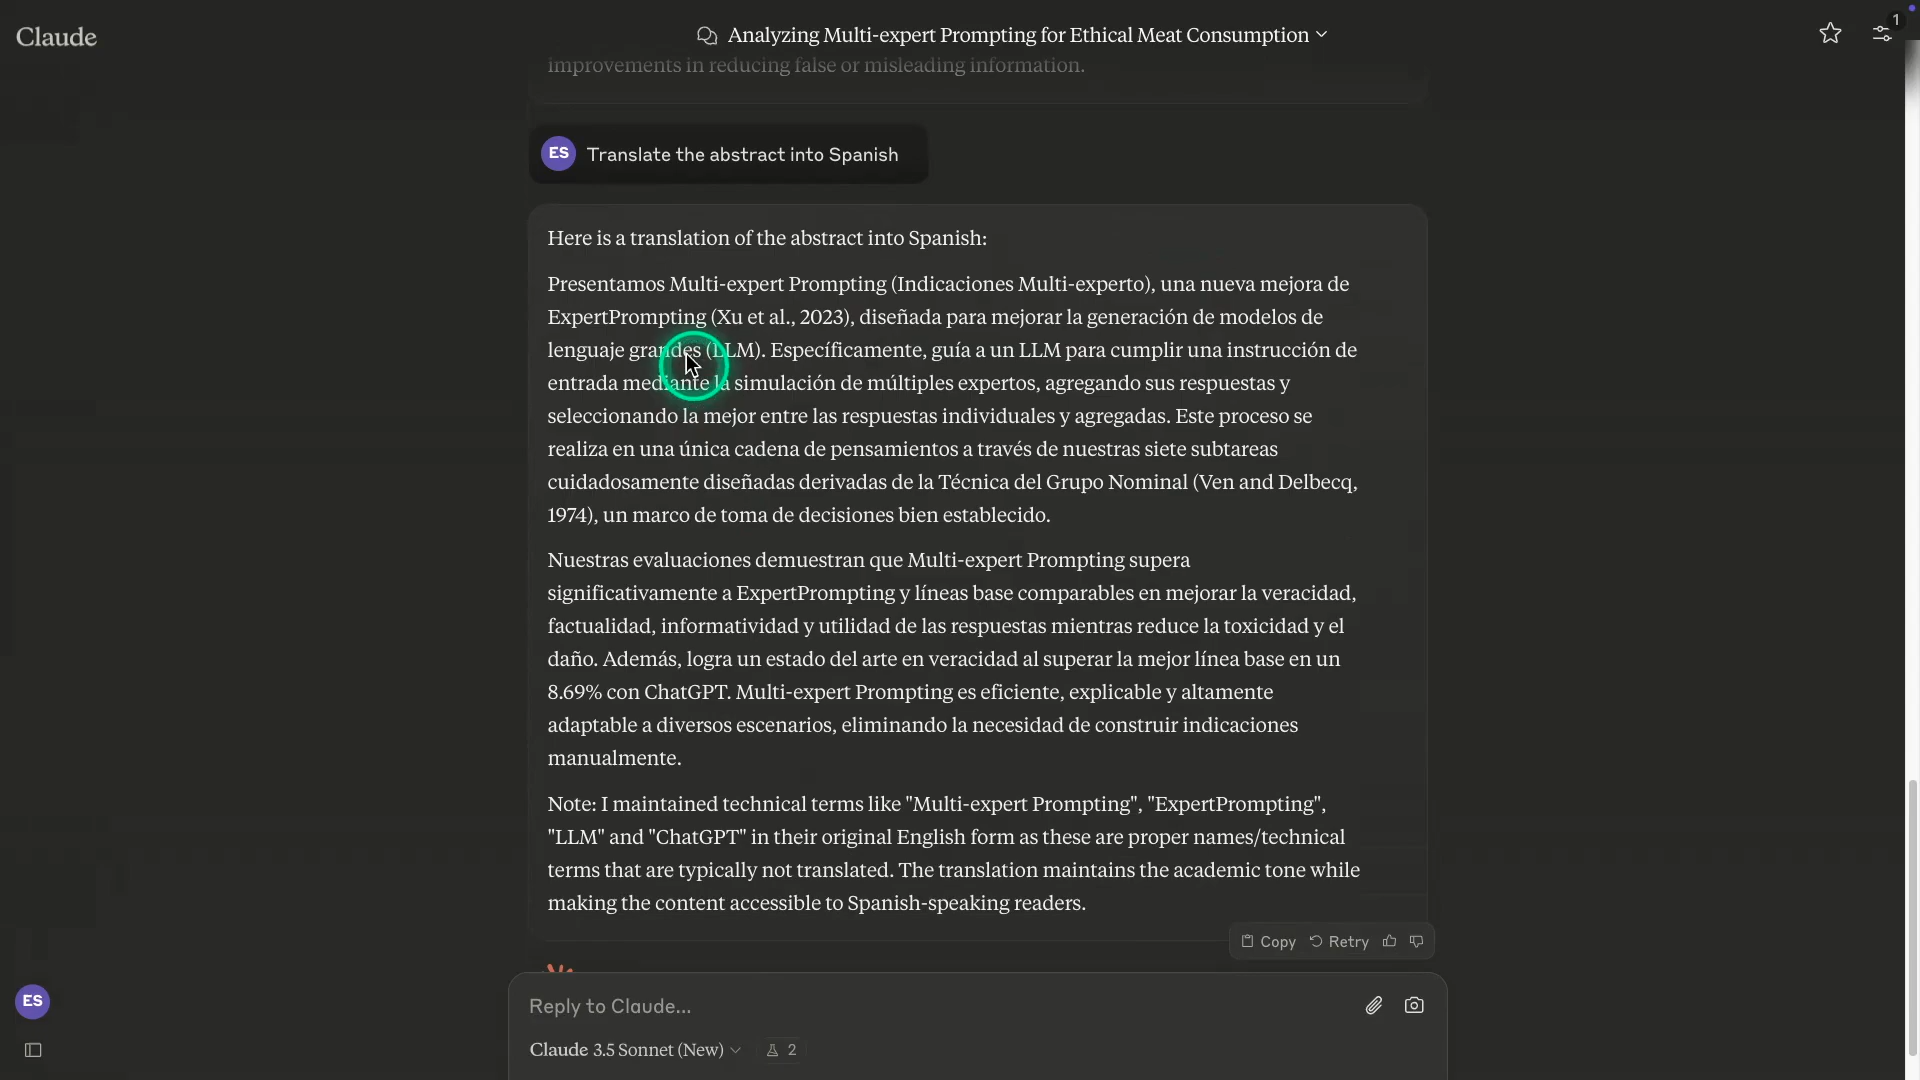 Claude
Analyzing Multi-expert Prompting for Ethical Meat Consumption
1
improvements in reducing false or misleading information.
ES
Translate the abstract into Spanish
Here is a translation of the abstract into Spanish:
Presentamos Multi-expert Prompting (Indicaciones Multi-experto), una nueva mejora de
ExpertPrompting (Xu et al., 2023), diseñada para mejorar la generación de modelos de
lenguaje grandes (LLM). Específicamente, guía a un LLM para cumplir una instrucción de
entrada mediante la simulación de múltiples expertos, agregando sus respuestas y
seleccionando la mejor entre las respuestas individuales y agregadas. Este proceso se
realiza en una única cadena de pensamientos a través de nuestras siete subtareas
cuidadosamente diseñadas derivadas de la Técnica del Grupo Nominal (Ven and Delbecq,
1974), un marco de toma de decisiones bien establecido.
Nuestras evaluaciones demuestran que Multi-expert Prompting supera
significativamente a ExpertPrompting y líneas base comparables en mejorar la veracidad,
factualidad, informatividad y utilidad de las respuestas mientras reduce la toxicidad y el
daño. Además, logra un estado del arte en veracidad al superar la mejor línea base en un
8.69% con ChatGPT. Multi-expert Prompting es eficiente, explicable y altamente
adaptable a diversos escenarios, eliminando la necesidad de construir indicaciones
manualmente.
Note: I maintained technical terms like "Multi-expert Prompting", "ExpertPrompting",
"LLM" and "ChatGPT" in their original English form as these are proper names/technical
terms that are typically not translated. The translation maintains the academic tone while
making the content accessible to Spanish-speaking readers.
Copy
Retry
ES
Reply to Claude...
Claude 3.5 Sonnet (New)
2